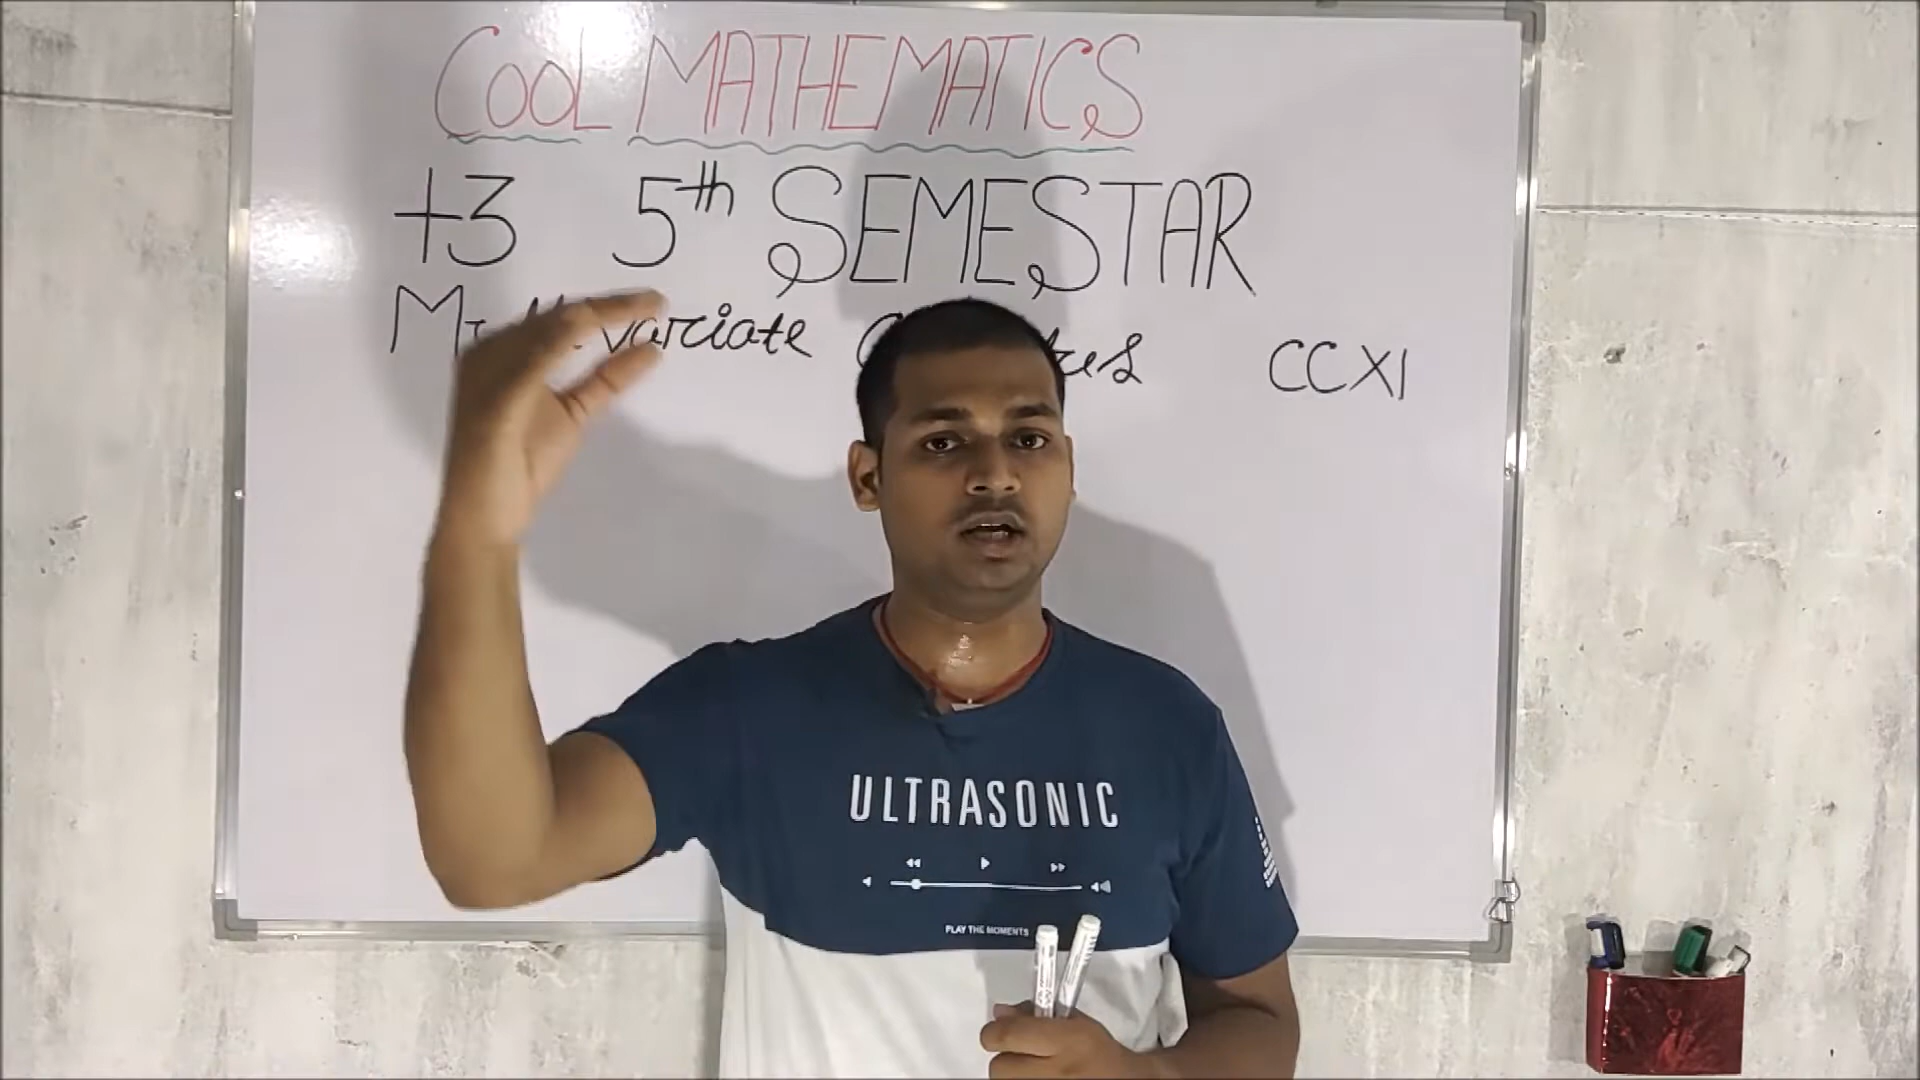 COOL MATHEMATICS
+3 5th SEMESTAR
variate
CCXI
ULTRASONIC
PLAY THE MOMENTS